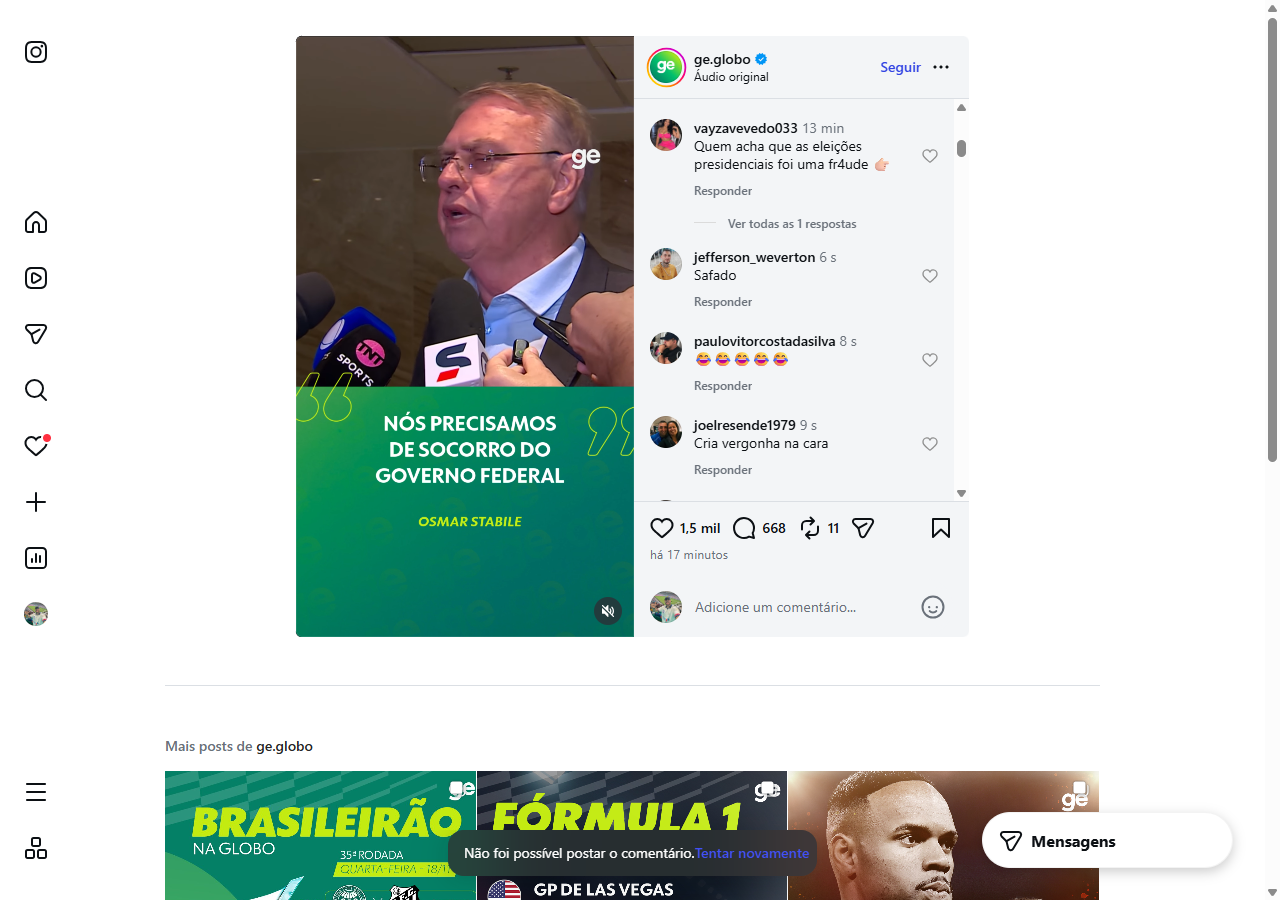 ge
TNT
SPORTS
NÓS PRECISAMOS
DE SOCORRO DO
GOVERNO FEDERAL
OSMAR STABILE
ge
ge.globo
Áudio original
Seguir
vayzavevedo033 13 min
Quem acha que as eleições
presidenciais foi uma fr4ude 👉🏻
Responder
Ver todas as 1 respostas
jefferson_weverton 6 s
Safado
Responder
paulovitorcostadasilva 8 s
😂😂😂😂😂
Responder
joelresende1979 9 s
Cria vergonha na cara
Responder
1,5 mil
668
11
há 17 minutos
Adicione um comentário...
Mais posts de ge.globo
ge
BRASILEIRÃO
NA GLOBO
35ª RODADA
ge
FÓRMULA 1
GP DE LAS VEGAS
ge
Não foi possível postar o comentário.Tentar novamente
Mensagens